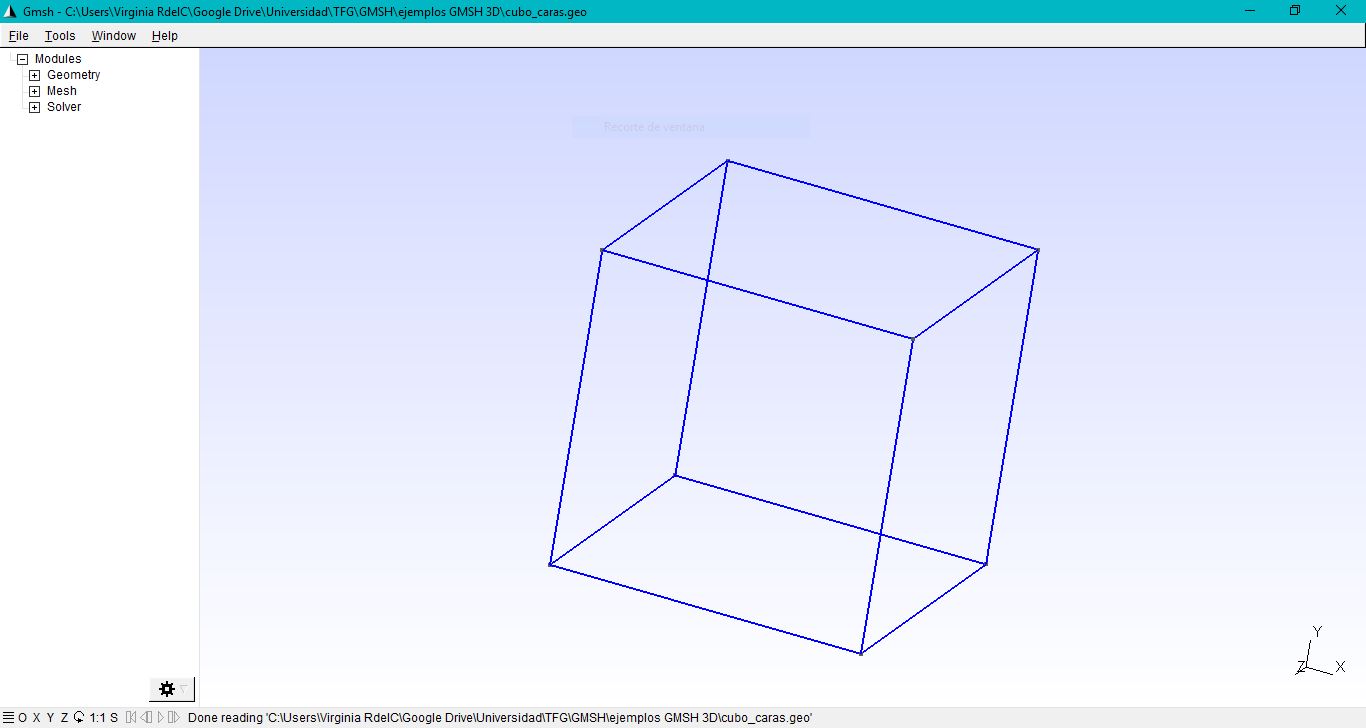 Gmsh - C:\Users\Virginia RdelC\Google Drive\Universidad\TFG\GMSH\ejemplos GMSH 3D\cubo_caras.geo
File Tools Window Help
Modules
Geometry
Mesh
Solver
Recorte de ventana
Y
Z X
O X Y Z 1:1 S Done reading 'C:\Users\Virginia RdelC\Google Drive\Universidad\TFG\GMSH\ejemplos GMSH 3D\cubo_caras.geo'